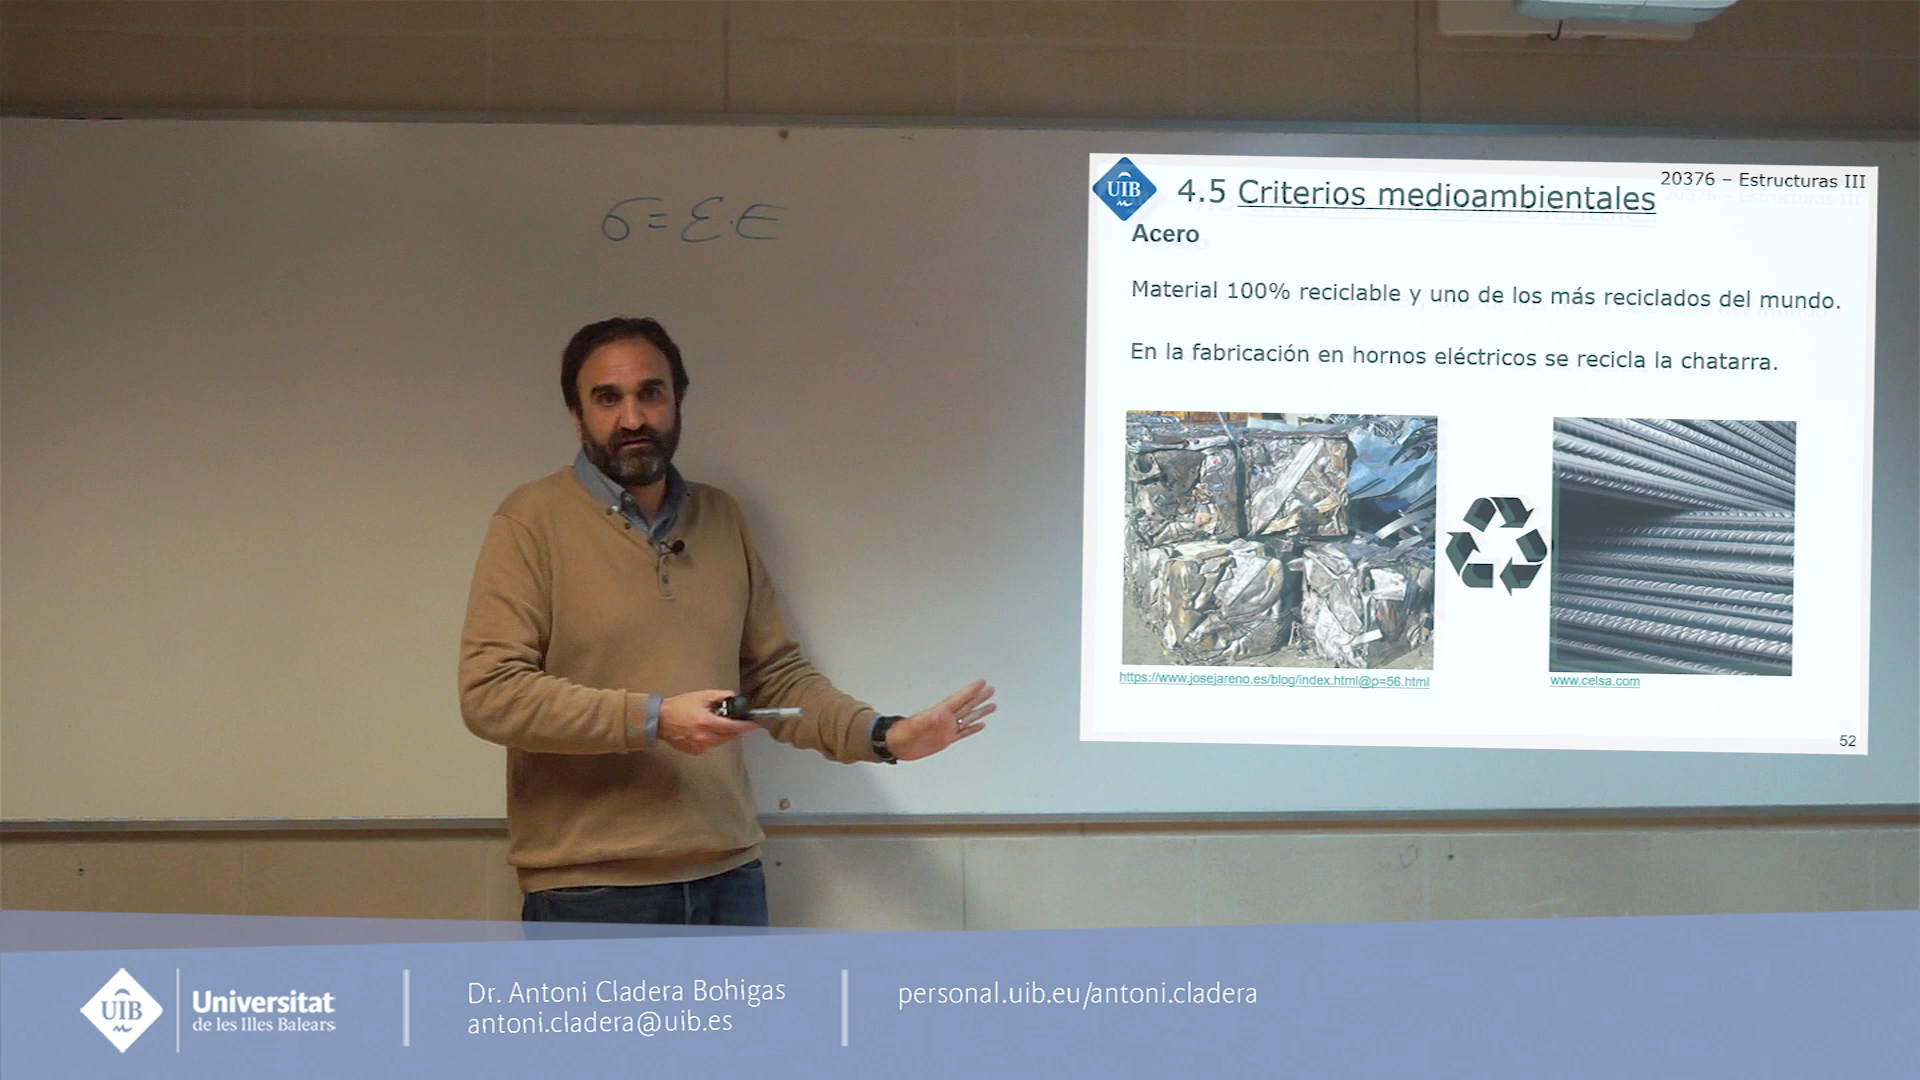 σ = ε · E
UIB
20376 – Estructuras III
4.5 Criterios medioambientales
Acero
Material 100% reciclable y uno de los más reciclados del mundo.
En la fabricación en hornos eléctricos se recicla la chatarra.
https://www.josejareno.es/blog/index.html@p=56.html
www.celsa.com
52
UIB
Universitat
de les Illes Balears
Dr. Antoni Cladera Bohigas
antoni.cladera@uib.es
personal.uib.eu/antoni.cladera